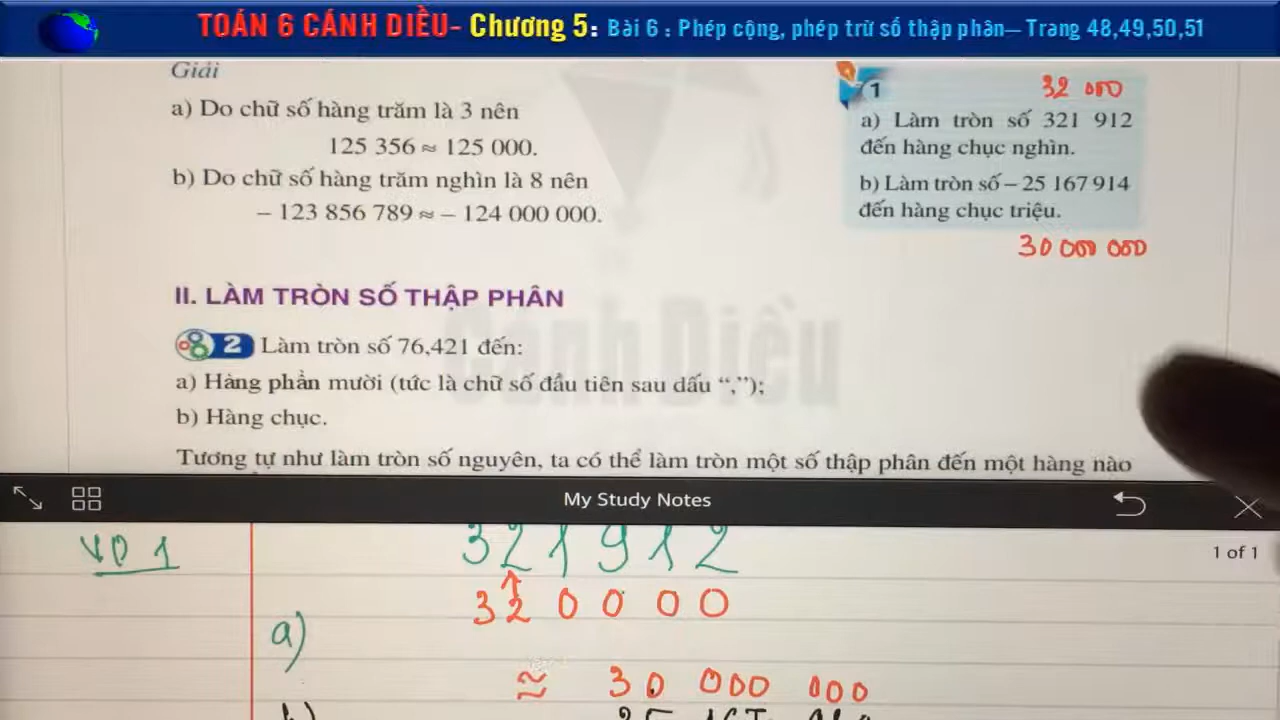 TOÁN 6 CÁNH DIỀU- Chương 5: Bài 6 : Phép cộng, phép trừ số thập phân– Trang 48,49,50,51
Giải
a) Do chữ số hàng trăm là 3 nên
125 356 ≈ 125 000.
b) Do chữ số hàng trăm nghìn là 8 nên
– 123 856 789 ≈ – 124 000 000.
1
32 000
a) Làm tròn số 321 912
đến hàng chục nghìn.
b) Làm tròn số – 25 167 914
đến hàng chục triệu.
30 000 000
II. LÀM TRÒN SỐ THẬP PHÂN
2 Làm tròn số 76,421 đến:
a) Hàng phần mười (tức là chữ số đầu tiên sau dấu “,”);
b) Hàng chục.
Tương tự như làm tròn số nguyên, ta có thể làm tròn một số thập phân đến một hàng nào
Cánh Diều
My Study Notes
1 of 1
VD 1
321912
320000
a)
≈ 30 000 000